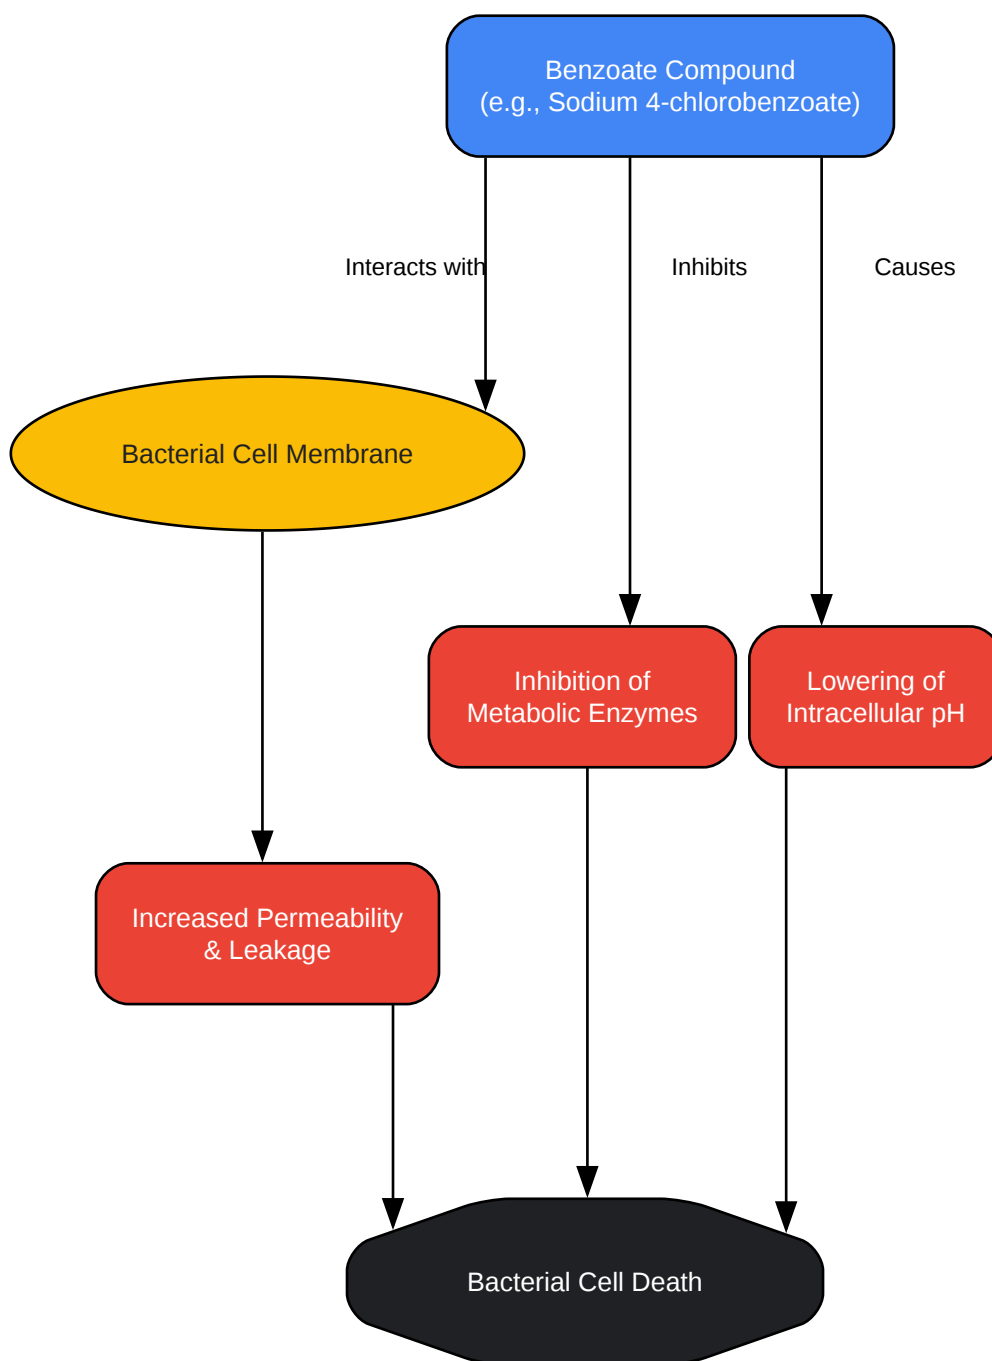 Benzoate Compound
(e.g., Sodium 4-chlorobenzoate)
Interacts with
Inhibits
Causes
Bacterial Cell Membrane
Inhibition of
Metabolic Enzymes
Lowering of
Intracellular pH
Increased Permeability
& Leakage
Bacterial Cell Death